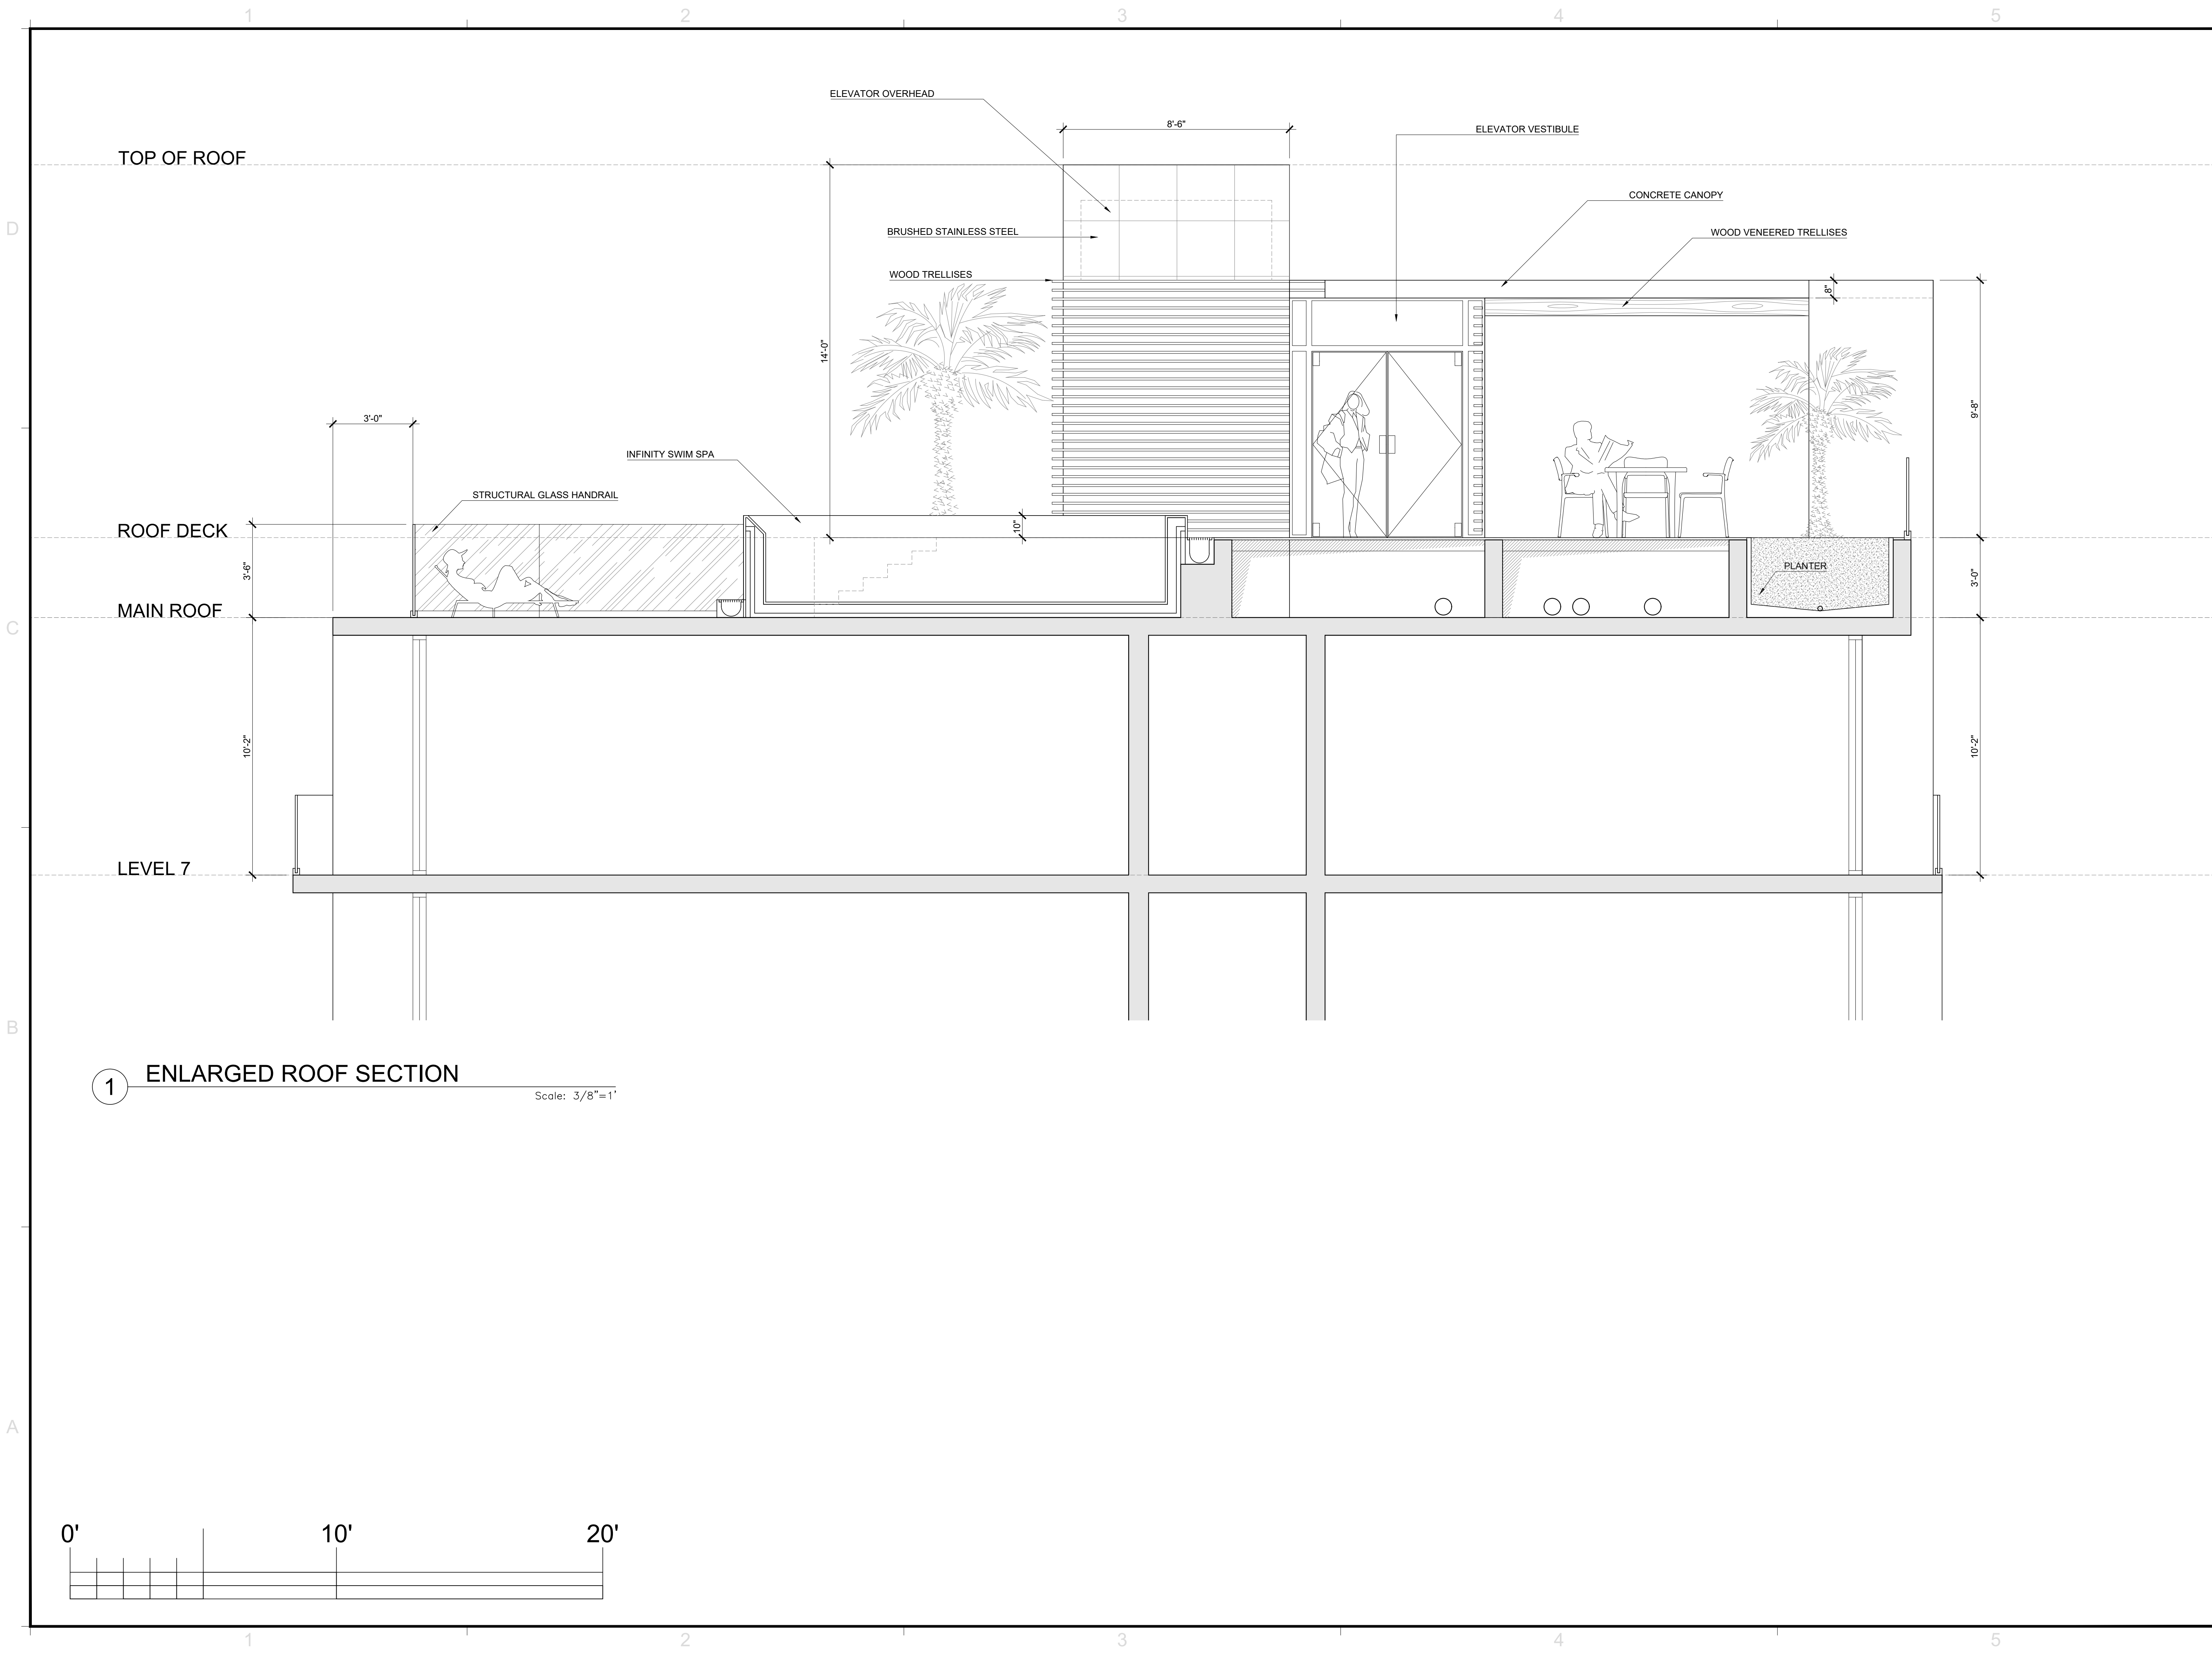 1 2 3 4 5
ELEVATOR OVERHEAD
8'-6"
ELEVATOR VESTIBULE
TOP OF ROOF
CONCRETE CANOPY
D
BRUSHED STAINLESS STEEL
WOOD VENEERED TRELLISES
WOOD TRELLISES
8"
14'-0"
9'-8"
3'-0"
INFINITY SWIM SPA
STRUCTURAL GLASS HANDRAIL
ROOF DECK
10"
3'-6"
PLANTER
3'-0"
MAIN ROOF
C
10'-2"
10'-2"
LEVEL 7
B
1 ENLARGED ROOF SECTION
Scale: 3/8"=1'
A
0' 10' 20'
1 2 3 4 5